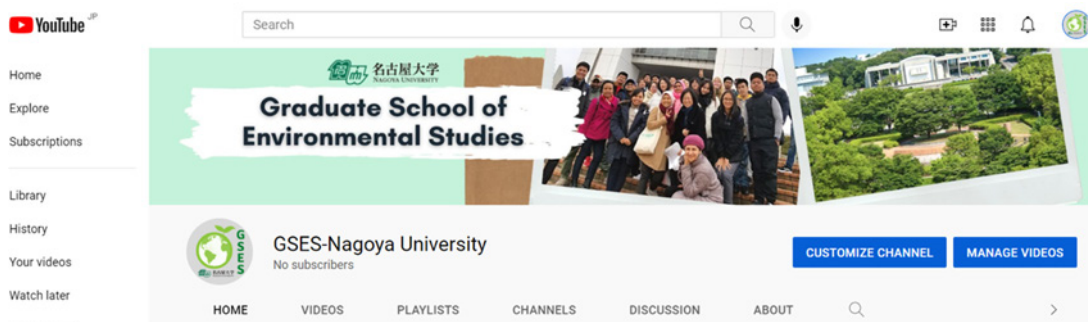 YouTube JP
Search
Home
Explore
Subscriptions
Library
History
Your videos
Watch later
名古屋大学
NAGOYA UNIVERSITY
Graduate School of
Environmental Studies
GSES
GSES-Nagoya University
No subscribers
CUSTOMIZE CHANNEL
MANAGE VIDEOS
HOME VIDEOS PLAYLISTS CHANNELS DISCUSSION ABOUT